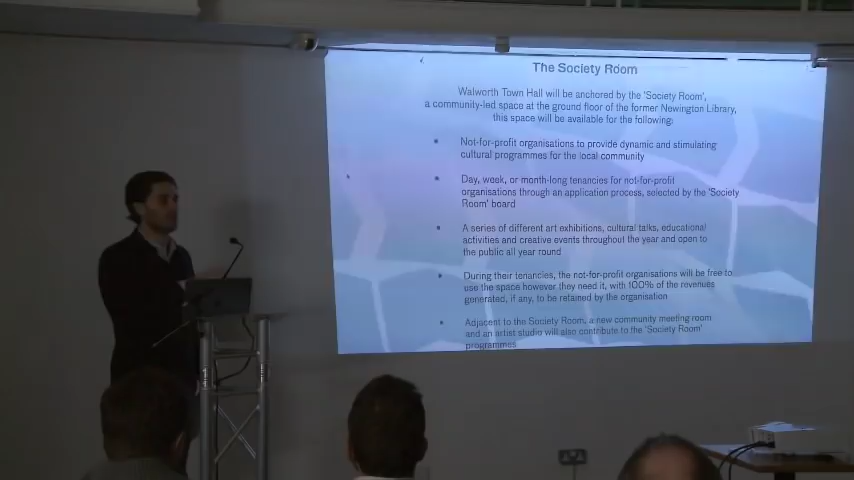 The Society Room
Walworth Town Hall will be anchored by the 'Society Room',
a community-led space at the ground floor of the former Newington Library,
this space will be available for the following:
• Not-for-profit organisations to provide dynamic and stimulating
cultural programmes for the local community
• Day, week, or month-long tenancies for not-for-profit
organisations through an application process, selected by the 'Society
Room' board
• A series of different art exhibitions, cultural talks, educational
activities and creative events throughout the year and open to
the public all year round
• During their tenancies, the not-for-profit organisations will be free to
use the space however they need it, with 100% of the revenues
generated, if any, to be retained by the organisation
• Adjacent to the Society Room, a new community meeting room
and an artist studio will also contribute to the 'Society Room'
programmes